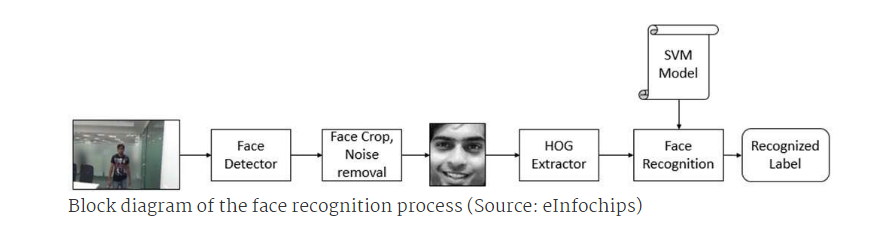 SVM
Model
Face
Detector
Face Crop,
Noise
removal
HOG
Extractor
Face
Recognition
Recognized
Label
Block diagram of the face recognition process (Source: eInfochips)